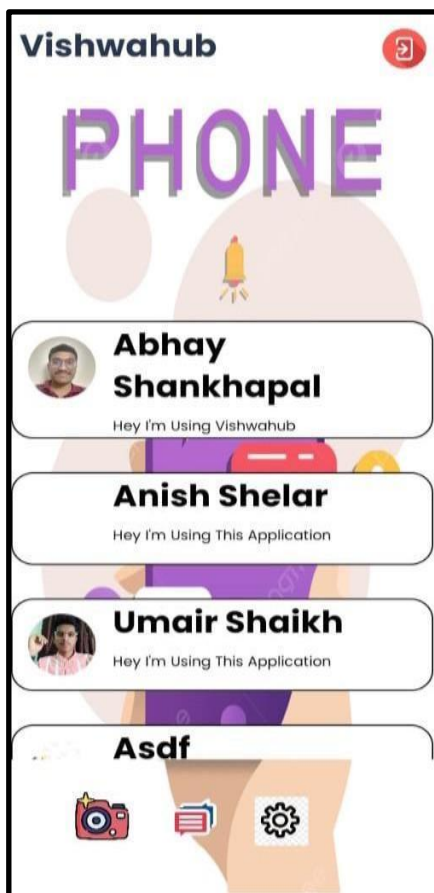 Vishwahub
PHONE
Abhay
Shankhapal
Hey I'm Using Vishwahub
Anish Shelar
Hey I'm Using This Application
Umair Shaikh
Hey I'm Using This Application
Asdf